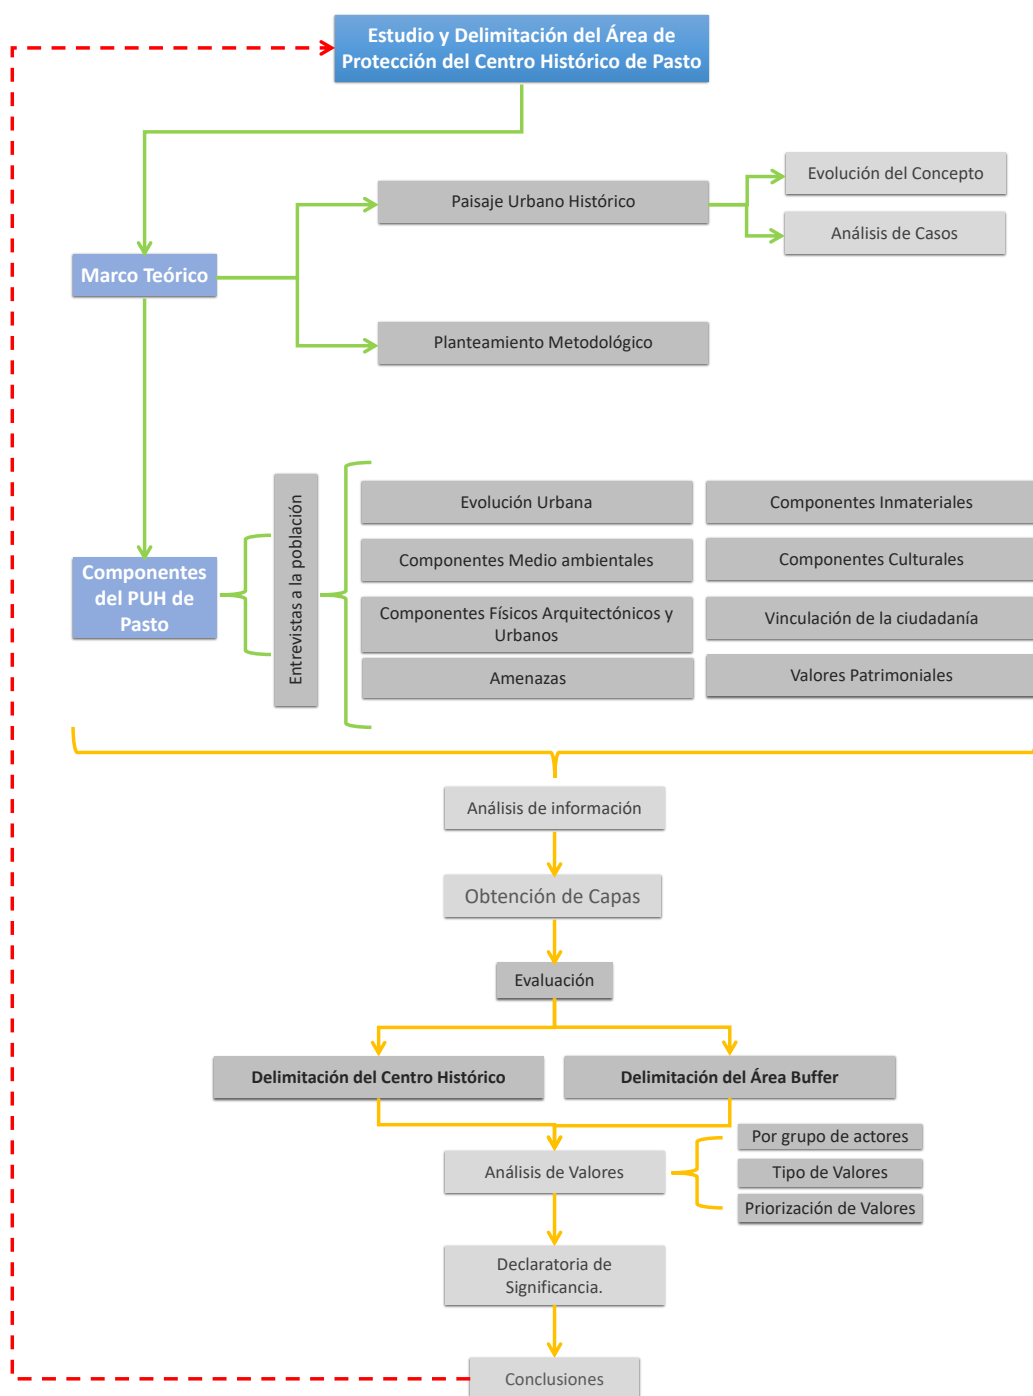 Estudio y Delimitación del Área de
Protección del Centro Histórico de Pasto
Evolución del Concepto
Paisaje Urbano Histórico
Análisis de Casos
Marco Teórico
Planteamiento Metodológico
Componentes
del PUH de
Pasto
Entrevistas a la población
Evolución Urbana
Componentes Inmateriales
Componentes Medio ambientales
Componentes Culturales
Componentes Físicos Arquitectónicos y
Urbanos
Vinculación de la ciudadanía
Amenazas
Valores Patrimoniales
Análisis de información
Obtención de Capas
Evaluación
Delimitación del Centro Histórico
Delimitación del Área Buffer
Análisis de Valores
Por grupo de actores
Tipo de Valores
Priorización de Valores
Declaratoria de
Significancia.
Conclusiones